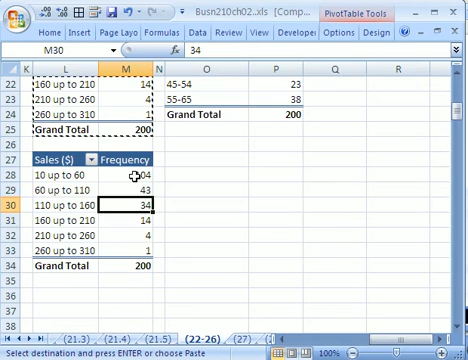 Busn210ch02..xls [Comp... PivotTable Tools
Home Insert Page Layo Formulas Data Review View Developer Options Design
M30 fx 34
K L M N O P Q R
22 160 up to 210 14 45-54 23
23 210 up to 260 4 55-65 38
24 260 up to 310 1 Grand Total 200
25 Grand Total 200
26
27 Sales ($) Frequency
28 10 up to 60 04
29 60 up to 110 43
30 110 up to 160 34
31 160 up to 210 14
32 210 up to 260 4
33 260 up to 310 1
34 Grand Total 200
35
36
37
38
(21.3) (21.4) (21.5) (22-26) (27)
Select destination and press ENTER or choose Paste 100%